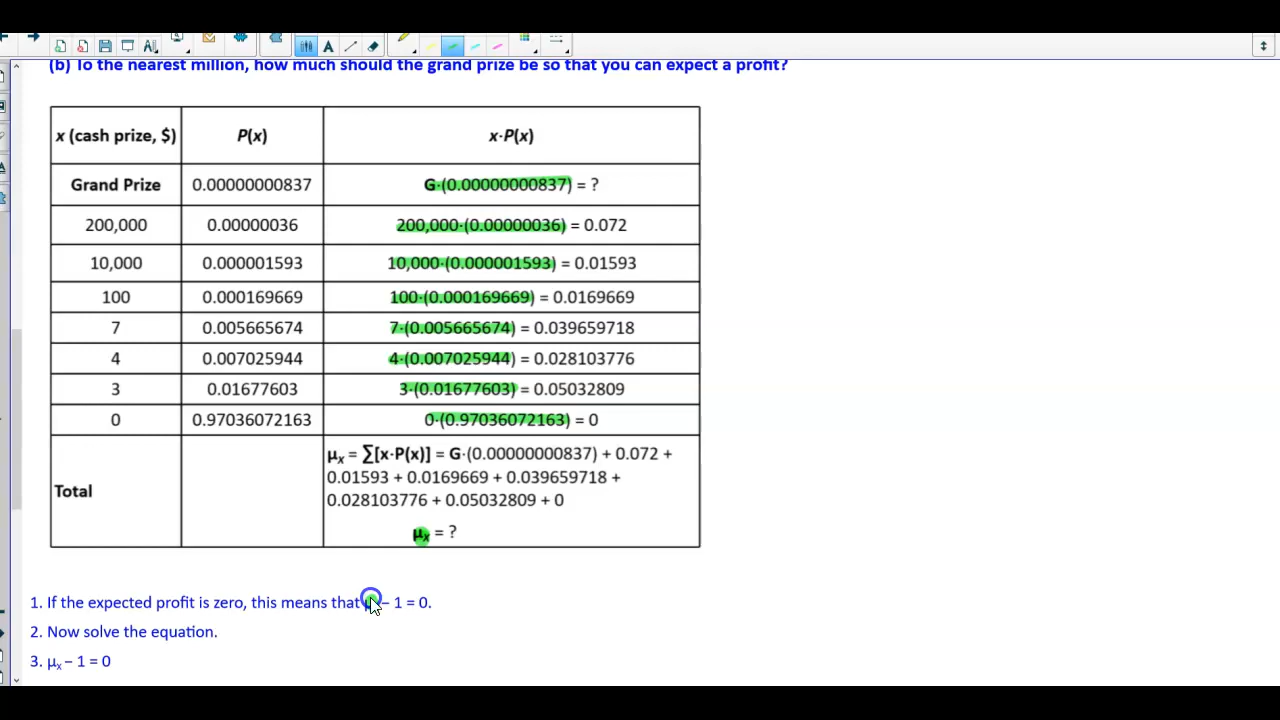 (b) To the nearest million, how much should the grand prize be so that you can expect a profit?
x (cash prize, $) P(x) x·P(x)
Grand Prize 0.00000000837 G·(0.00000000837) = ?
200,000 0.00000036 200,000·(0.00000036) = 0.072
10,000 0.000001593 10,000·(0.000001593) = 0.01593
100 0.000169669 100·(0.000169669) = 0.0169669
7 0.005665674 7·(0.005665674) = 0.039659718
4 0.007025944 4·(0.007025944) = 0.028103776
3 0.01677603 3·(0.01677603) = 0.05032809
0 0.97036072163 0·(0.97036072163) = 0
Total
μx = ∑[x·P(x)] = G·(0.00000000837) + 0.072 +
0.01593 + 0.0169669 + 0.039659718 +
0.028103776 + 0.05032809 + 0
μx = ?
1. If the expected profit is zero, this means that – 1 = 0.
2. Now solve the equation.
3. μx – 1 = 0